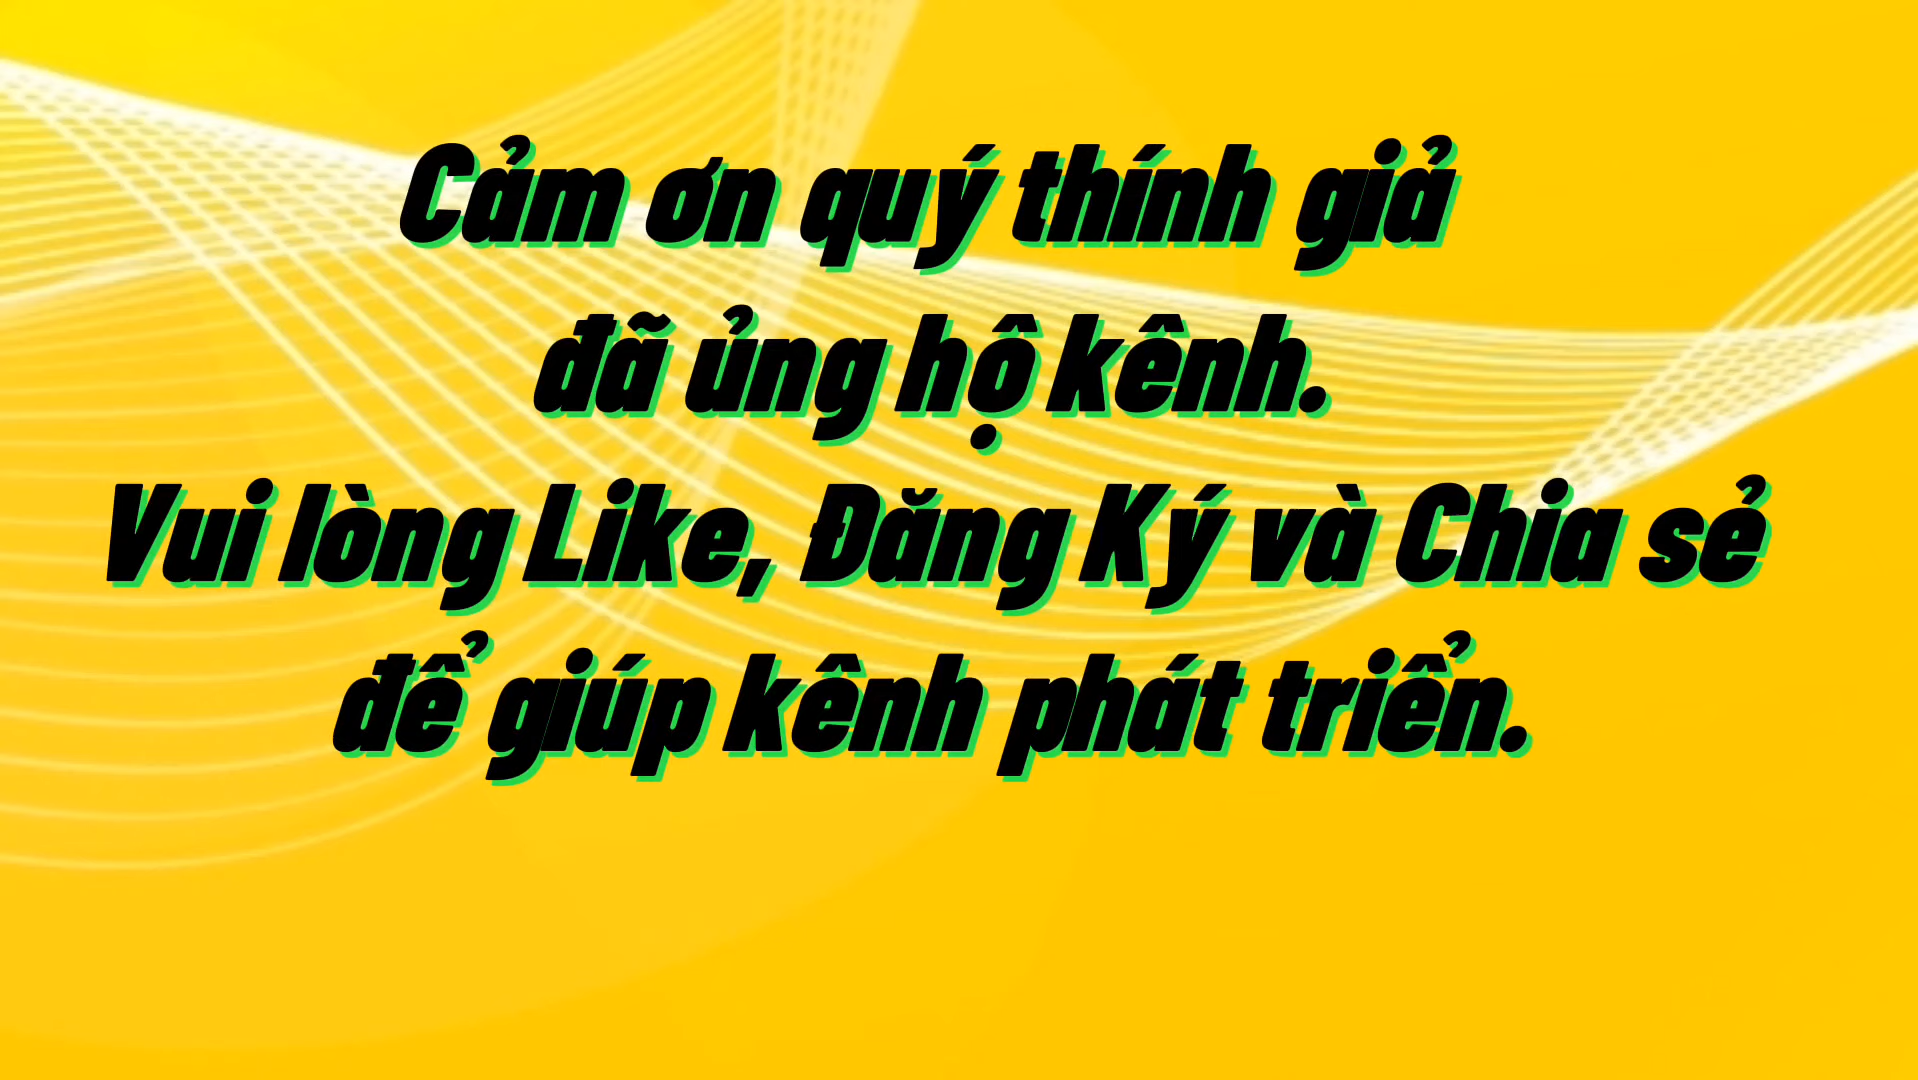 Cảm ơn quý thính giả
đã ủng hộ kênh.
Vui lòng Like, Đăng Ký và Chia sẻ
để giúp kênh phát triển.